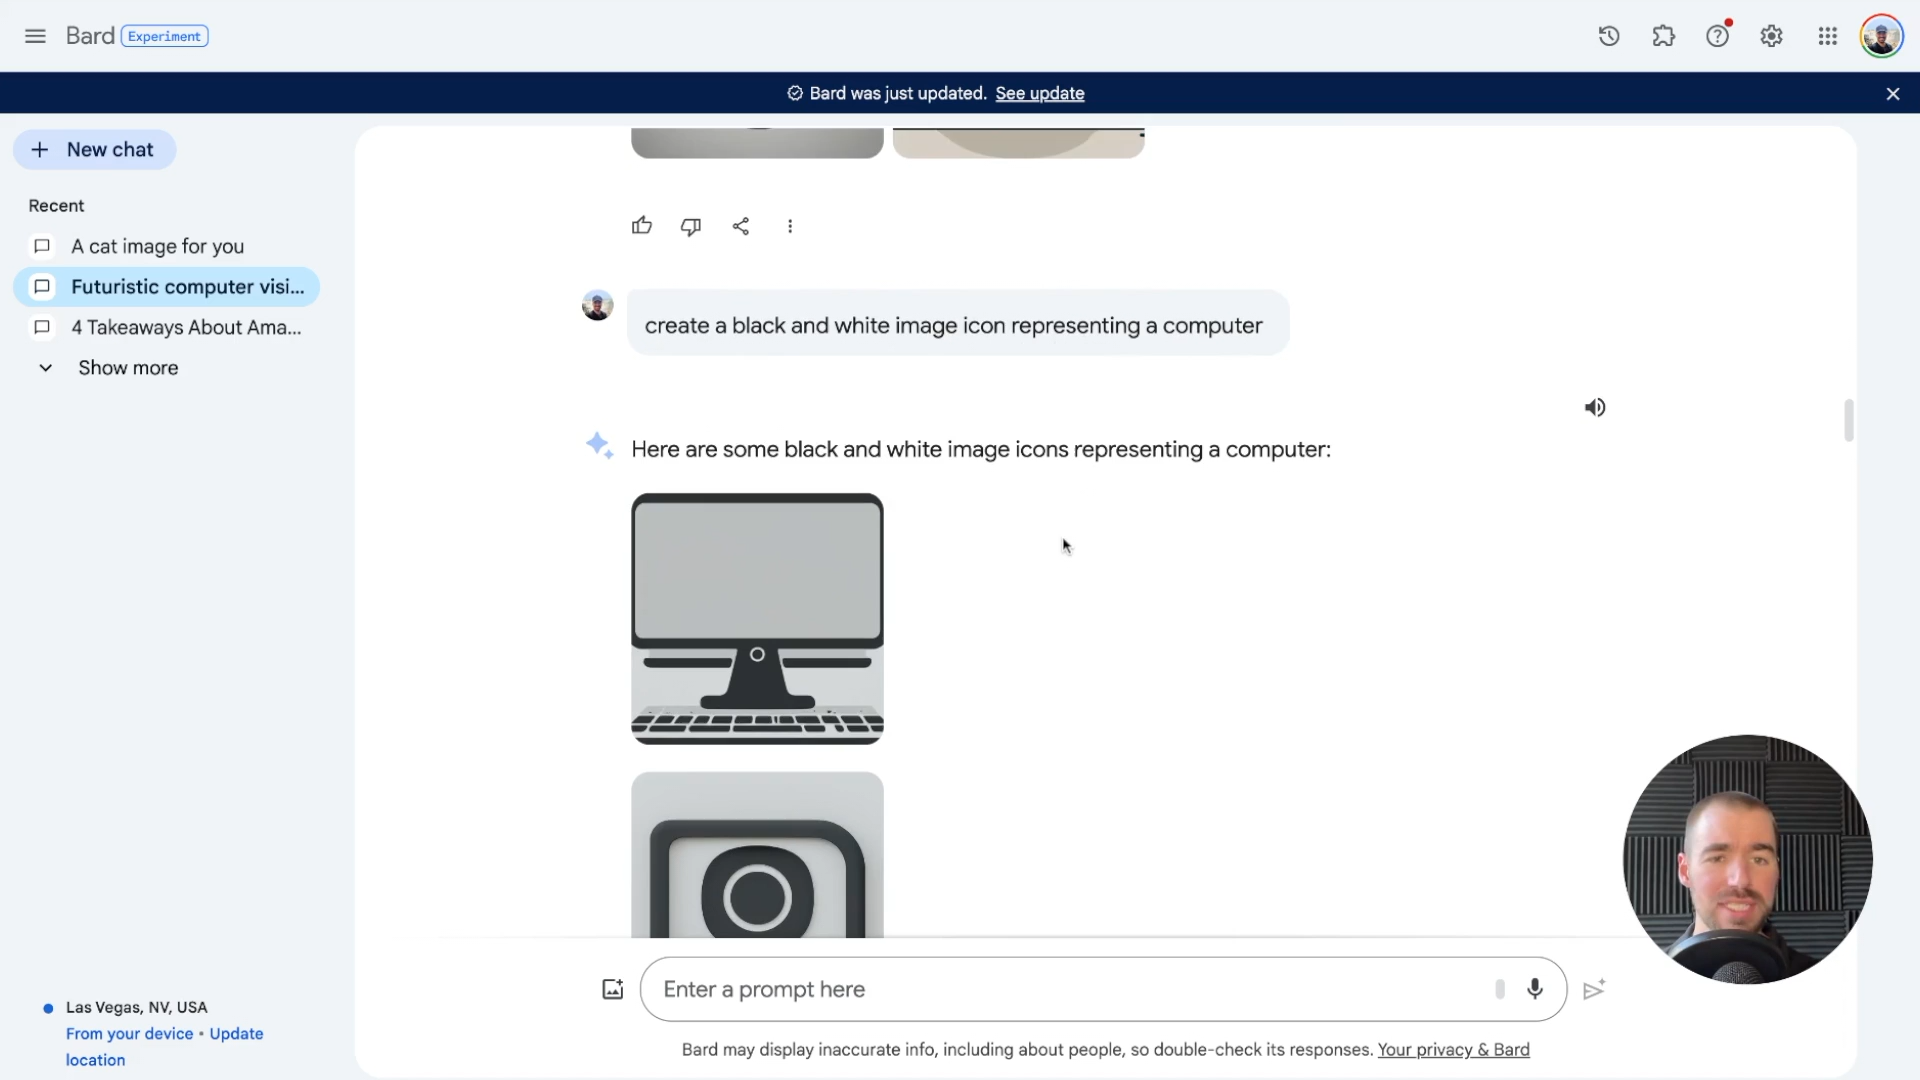 Bard Experiment
Bard was just updated. See update
New chat
Recent
A cat image for you
Futuristic computer visi...
4 Takeaways About Ama...
Show more
create a black and white image icon representing a computer
Here are some black and white image icons representing a computer:
Enter a prompt here
Las Vegas, NV, USA
From your device • Update
location
Bard may display inaccurate info, including about people, so double-check its responses. Your privacy & Bard